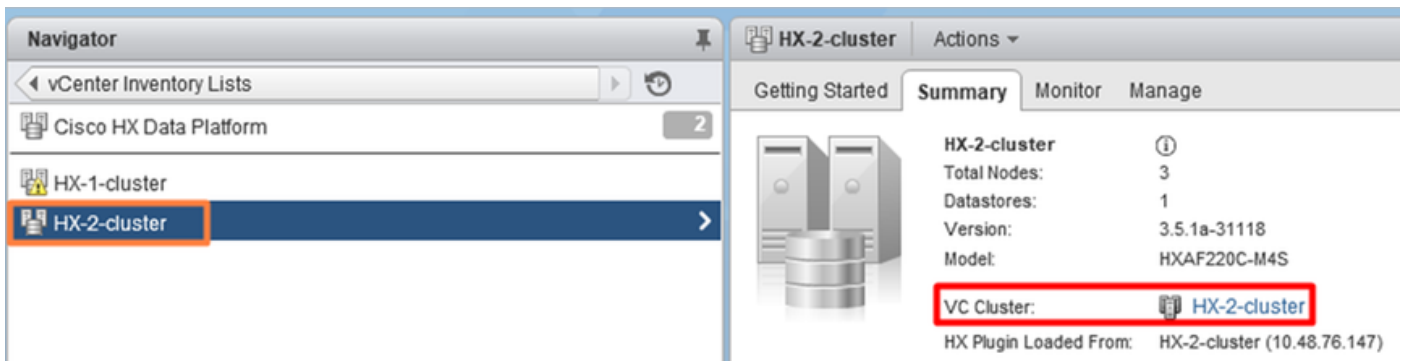 Navigator
vCenter Inventory Lists
Cisco HX Data Platform 2
HX-1-cluster
HX-2-cluster
HX-2-cluster Actions
Getting Started Summary Monitor Manage
HX-2-cluster
Total Nodes: 3
Datastores: 1
Version: 3.5.1a-31118
Model: HXAF220C-M4S
VC Cluster: HX-2-cluster
HX Plugin Loaded From: HX-2-cluster (10.48.76.147)